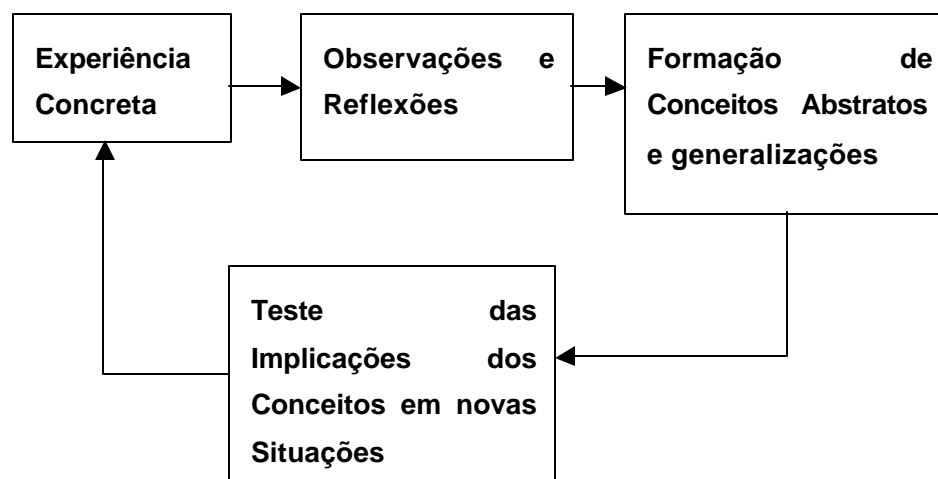 Experiência
Concreta
Observações e
Reflexões
Formação de
Conceitos Abstratos
e generalizações
Teste das
Implicações dos
Conceitos em novas
Situações